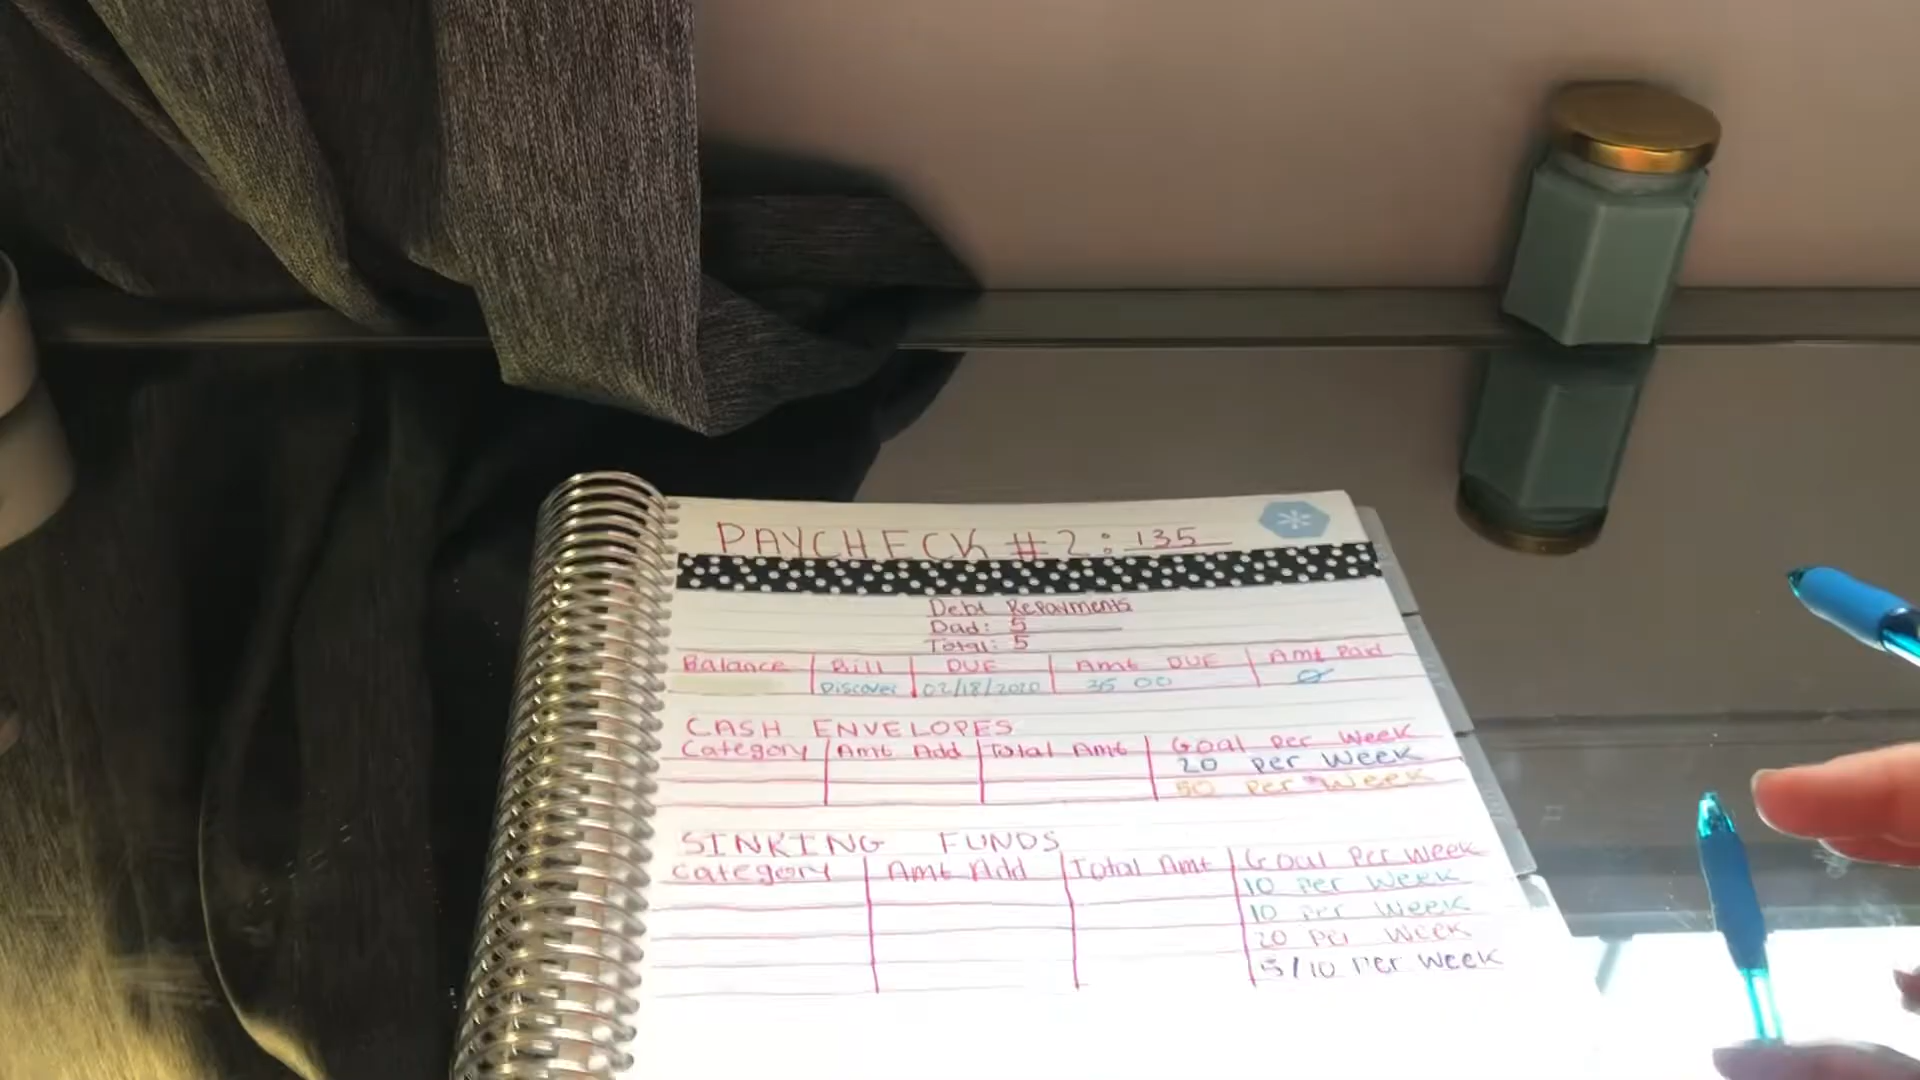 PAYCHECK #2: 135
Debt Repayments
Dad: 5
Total: 5
Balance Bill DUE Amt DUE Amt Paid
Discover 02/18/2020 35 00 0
CASH ENVELOPES
Category Amt Add Total Amt Goal per Week
20 per Week
50 per Week
SINKING FUNDS
Category Amt Add Total Amt Goal Per Week
10 per Week
10 per Week
20 Per Week
5/10 Per Week